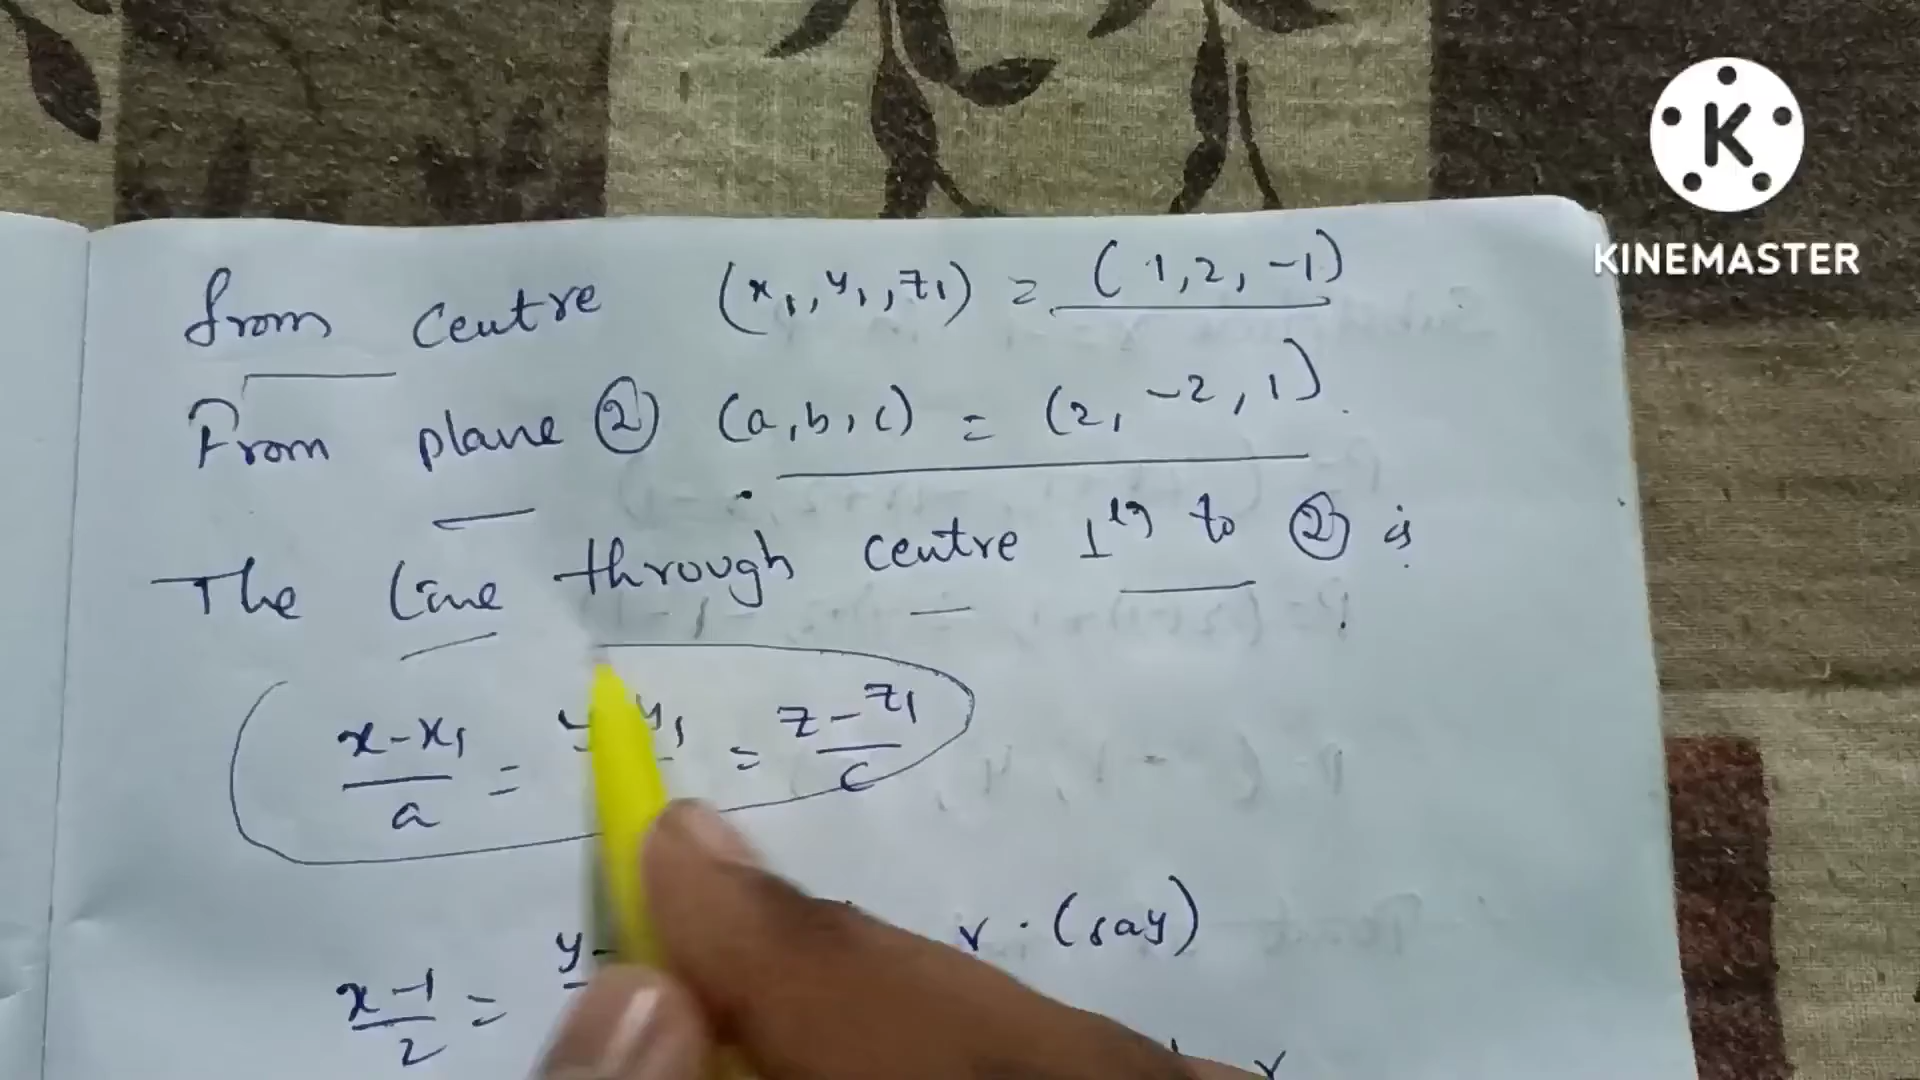 K
KINEMASTER
from centre (x₁, y₁, z₁) = (1, 2, -1)
From plane ② (a, b, c) = (2, -2, 1).
The line through centre ⊥ˡʸ to ② is
x-x₁/a = y y₁ = z-z₁/c
x-1/2 = y- r. (say)
r